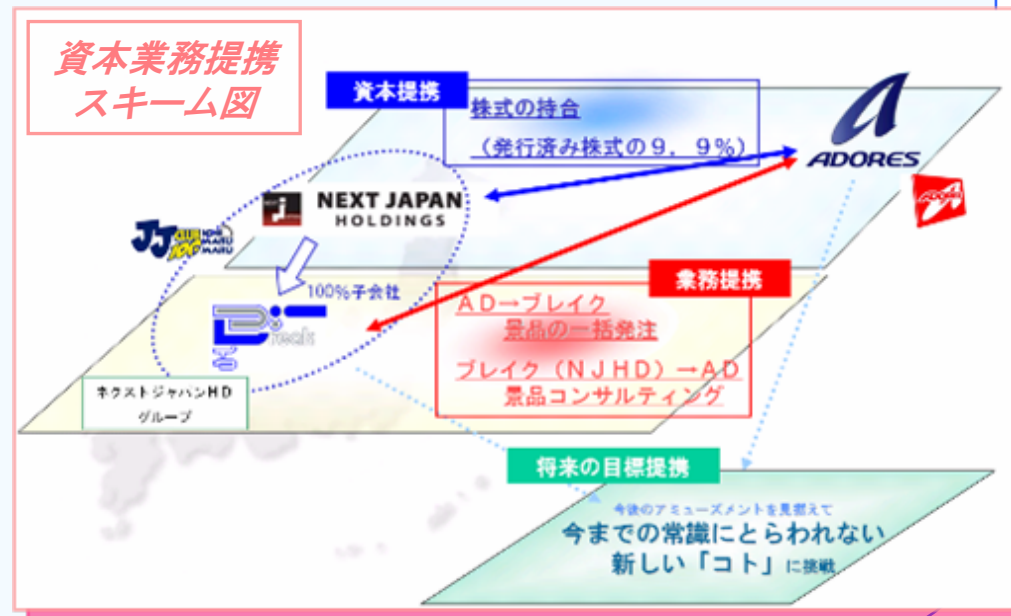 資本業務提携
スキーム図
資本提携
株式の持合
（発行済み株式の９．９％）
ADORES
ADORES
NEXT JAPAN
HOLDINGS
JJ CLUB 100
100％子会社
Break
ネクストジャパンＨＤ
グループ
業務提携
ＡＤ→ブレイク
景品の一括発注
ブレイク（ＮＪＨＤ）→ＡＤ
景品コンサルティング
将来の目標提携
今後のアミューズメントを見据えて
今までの常識にとらわれない
新しい「コト」に挑戦